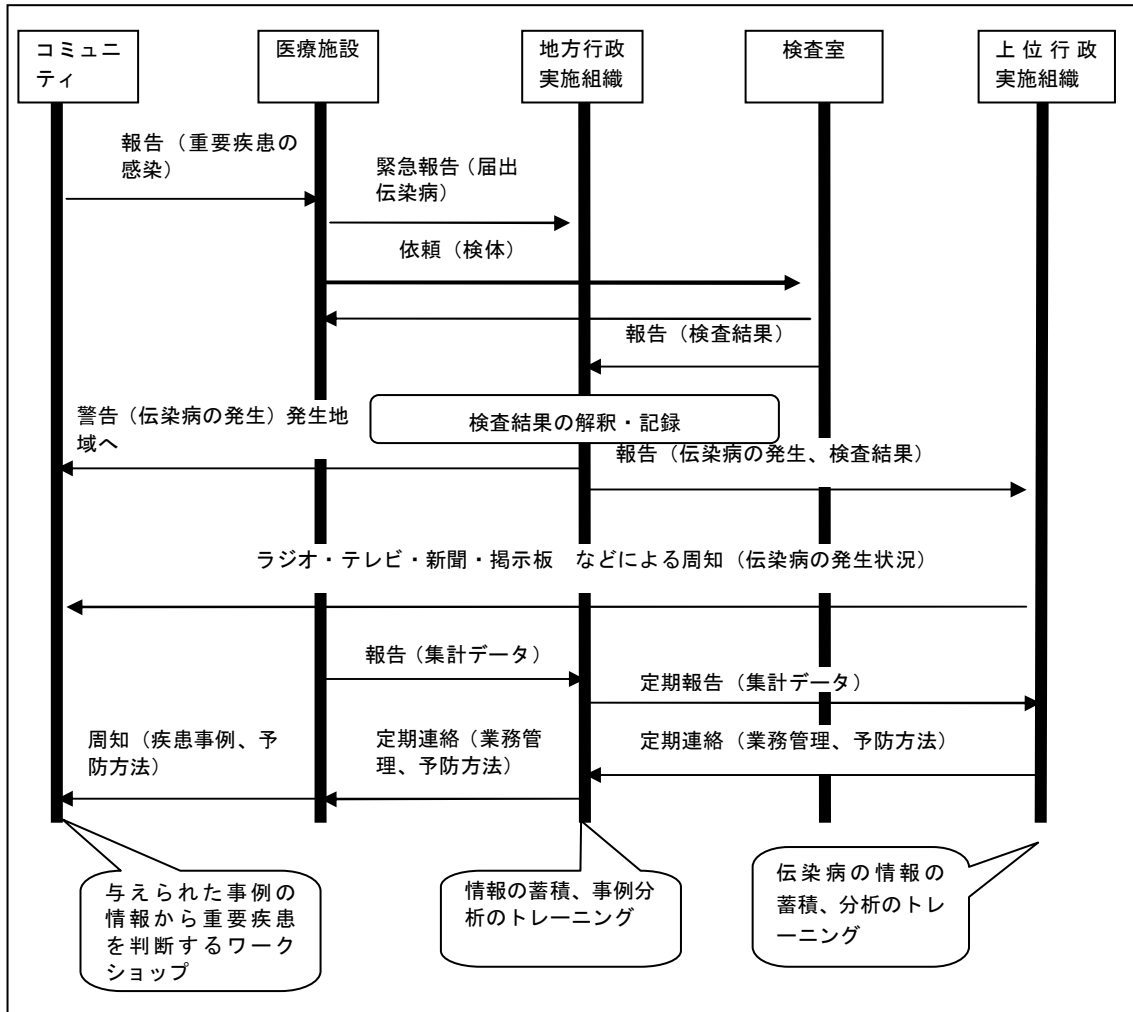 コミュニ
ティ
医療施設
地方行政
実施組織
検査室
上位行政
実施組織
報告（重要疾患の
感染）
緊急報告（届出
伝染病）
依頼（検体）
報告（検査結果）
警告（伝染病の発生）発生地
域へ
検査結果の解釈・記録
報告（伝染病の発生、検査結果）
ラジオ・テレビ・新聞・掲示板　などによる周知（伝染病の発生状況）
報告（集計データ）
定期報告（集計データ）
周知（疾患事例、予
防方法）
定期連絡（業務管
理、予防方法）
定期連絡（業務管理、予防方法）
与えられた事例の
情報から重要疾患
を判断するワーク
ショップ
情報の蓄積、事例分
析のトレーニング
伝染病の情報の
蓄積、分析のトレ
ーニング